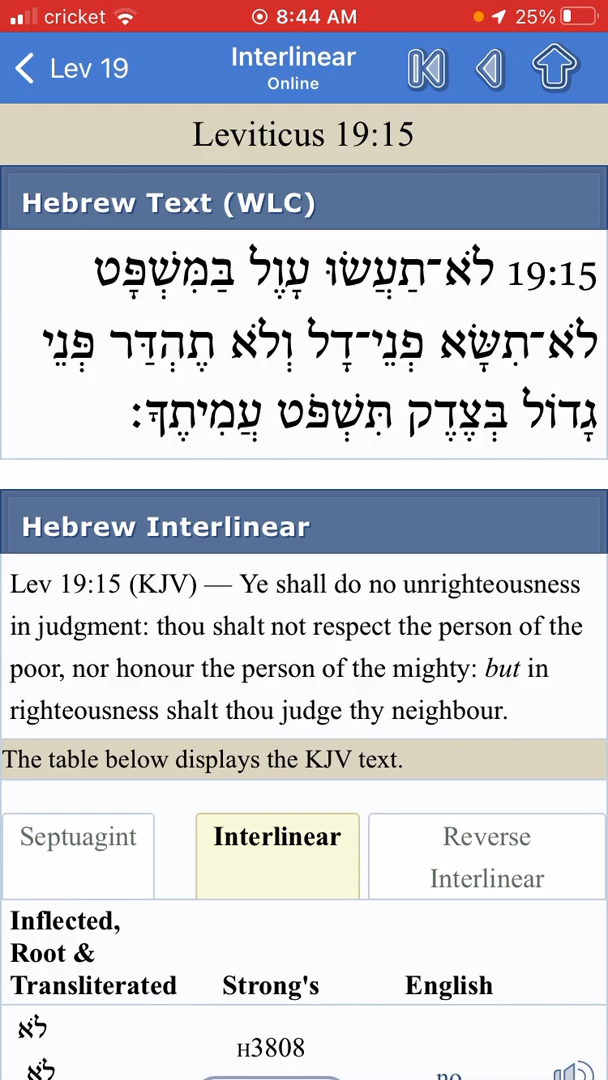 cricket 8:44 AM 25%
Lev 19 Interlinear
Online
Leviticus 19:15
Hebrew Text (WLC)
19:15 לֹא־תַעֲשׂוּ עָוֶל בַּמִּשְׁפָּט
לֹא־תִשָּׂא פְנֵי־דָל וְלֹא תֶהְדַּר פְּנֵי
גָדוֹל בְּצֶדֶק תִּשְׁפֹּט עֲמִיתֶךָ׃
Hebrew Interlinear
Lev 19:15 (KJV) — Ye shall do no unrighteousness
in judgment: thou shalt not respect the person of the
poor, nor honour the person of the mighty: but in
righteousness shalt thou judge thy neighbour.
The table below displays the KJV text.
Septuagint Interlinear Reverse
Interlinear
Inflected,
Root &
Transliterated Strong's English
לֹא
H3808
לֹא no